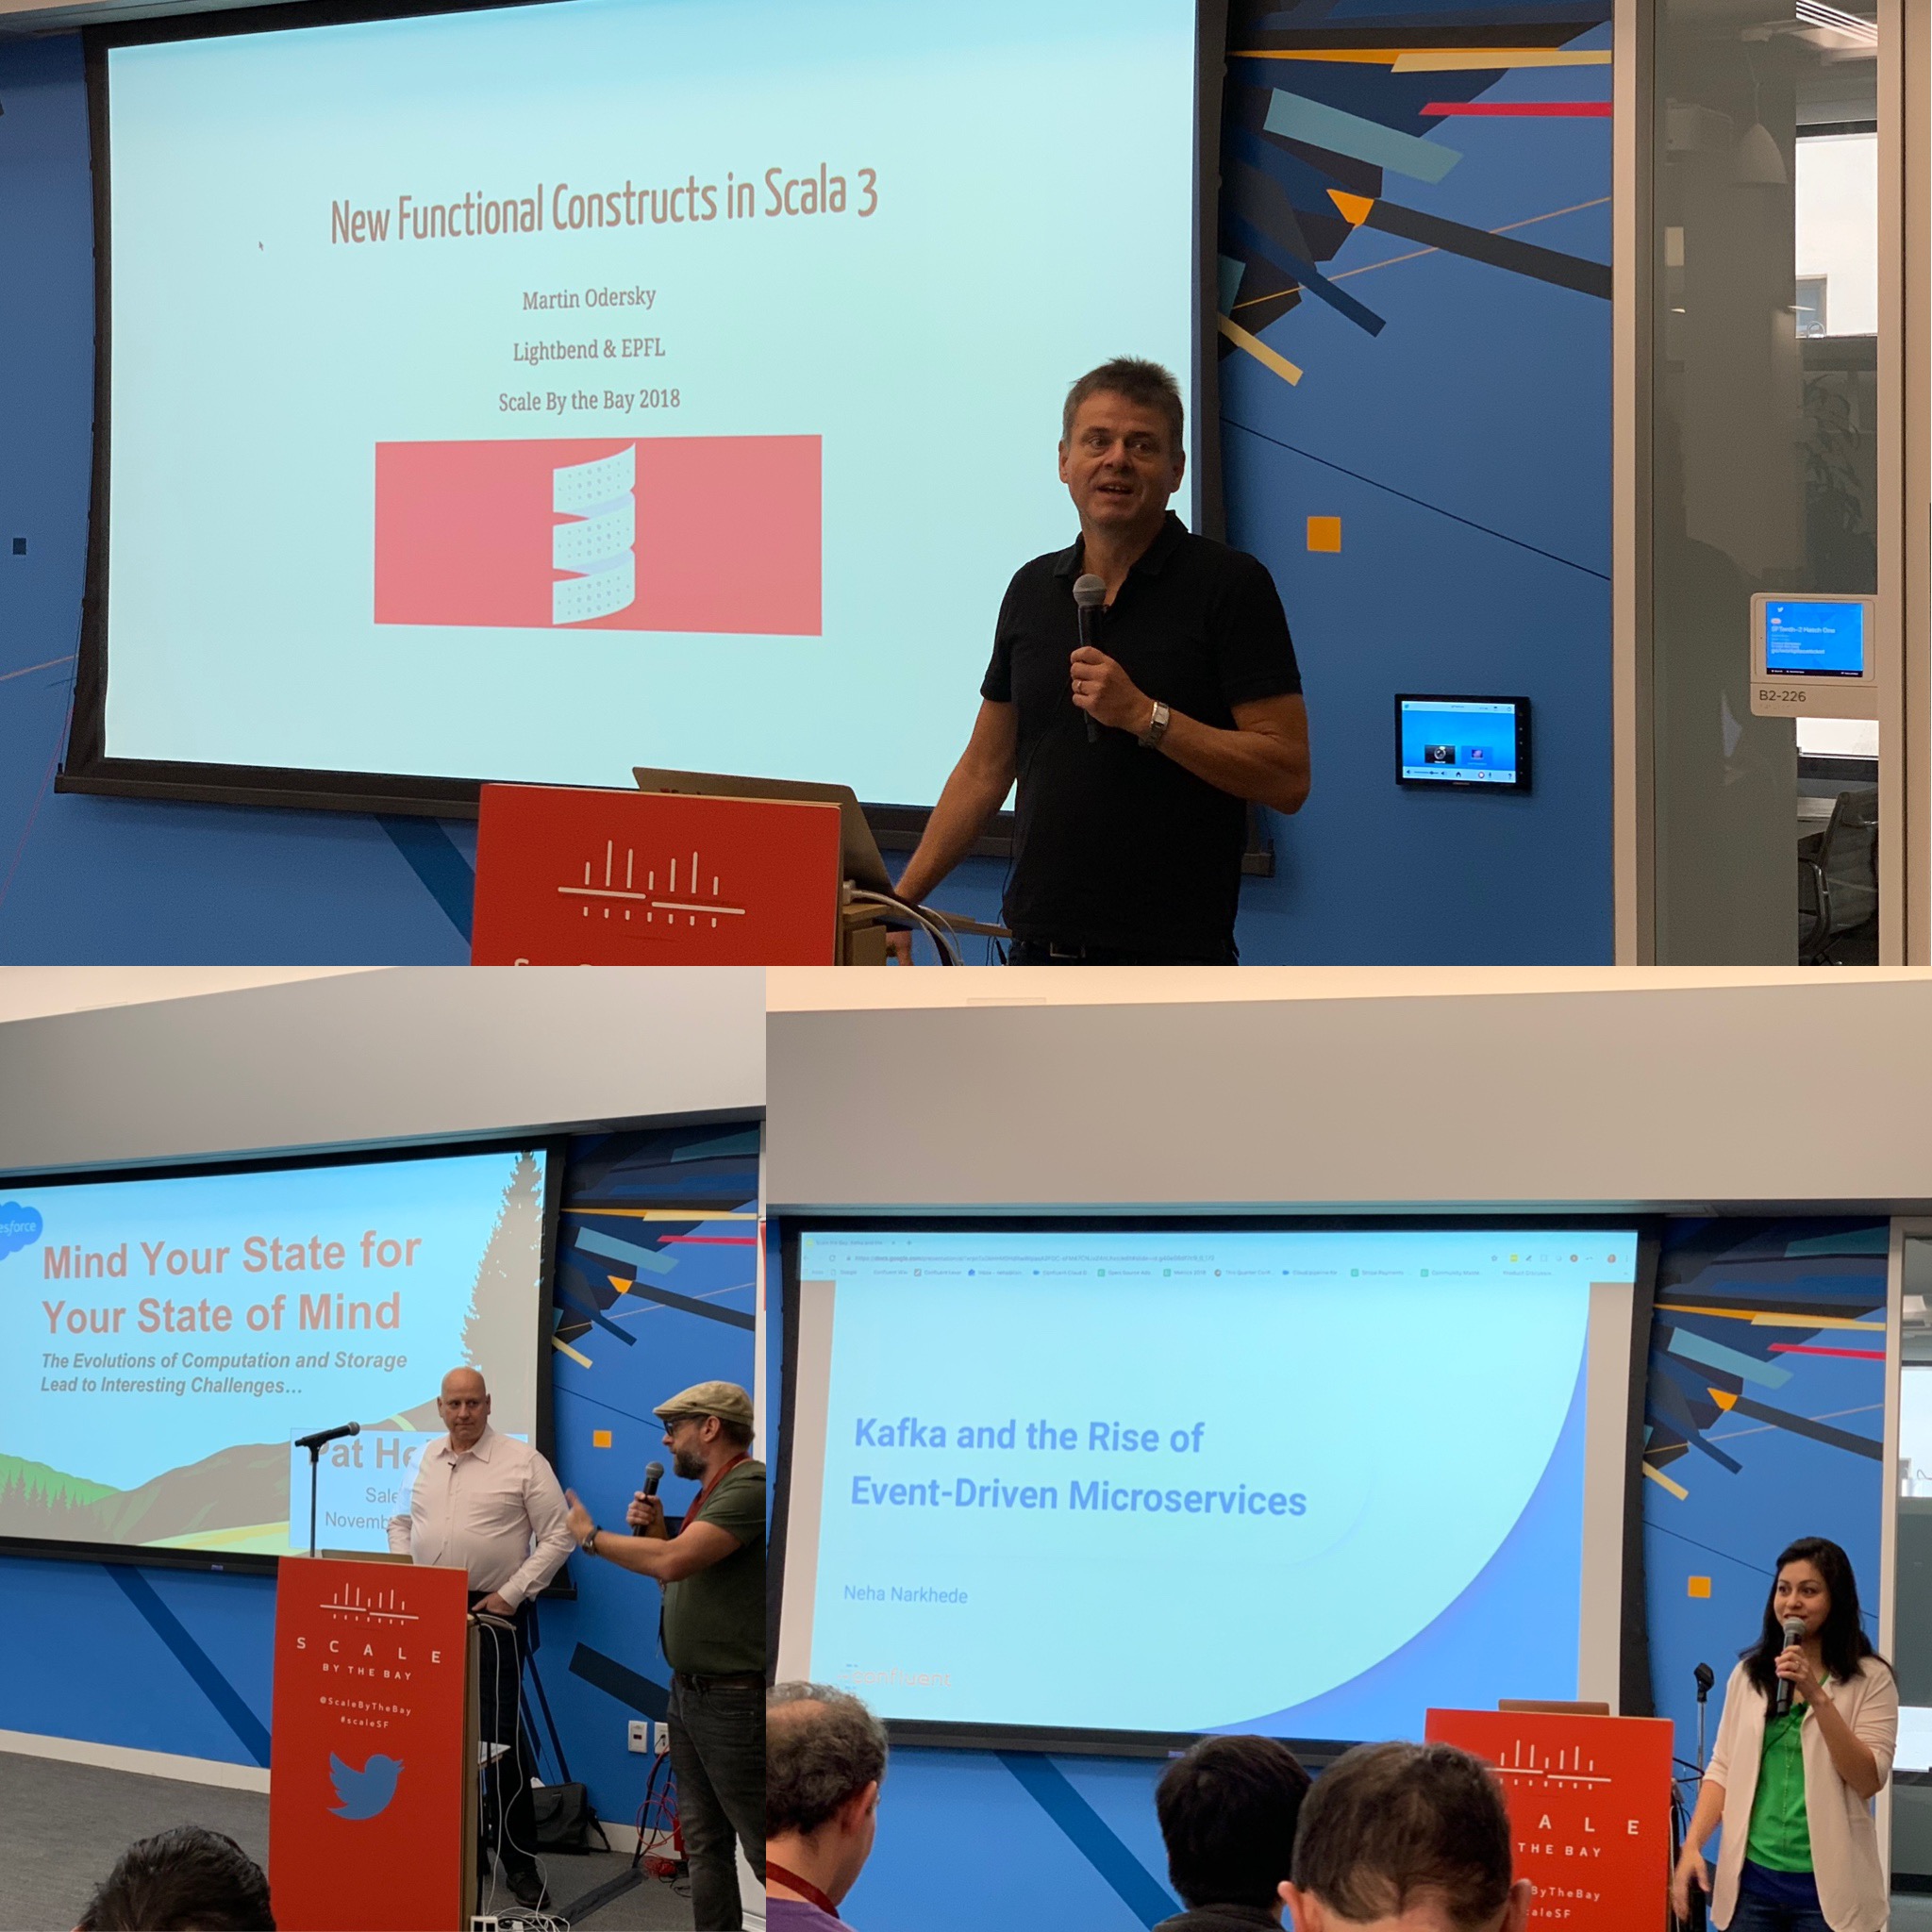 New Functional Constructs in Scala 3
Martin Odersky
Lightbend & EPFL
Scale By the Bay 2018
B2-226
esforce
Mind Your State for
Your State of Mind
The Evolutions of Computation and Storage
Lead to Interesting Challenges...
Pat He
Sale
Novemb
SCALE
BY THE BAY
@ScaleByTheBay
#scaleSF
Kafka and the Rise of
Event-Driven Microservices
Neha Narkhede
confluent
A L E
THE BAY
ByTheBay
caleSF